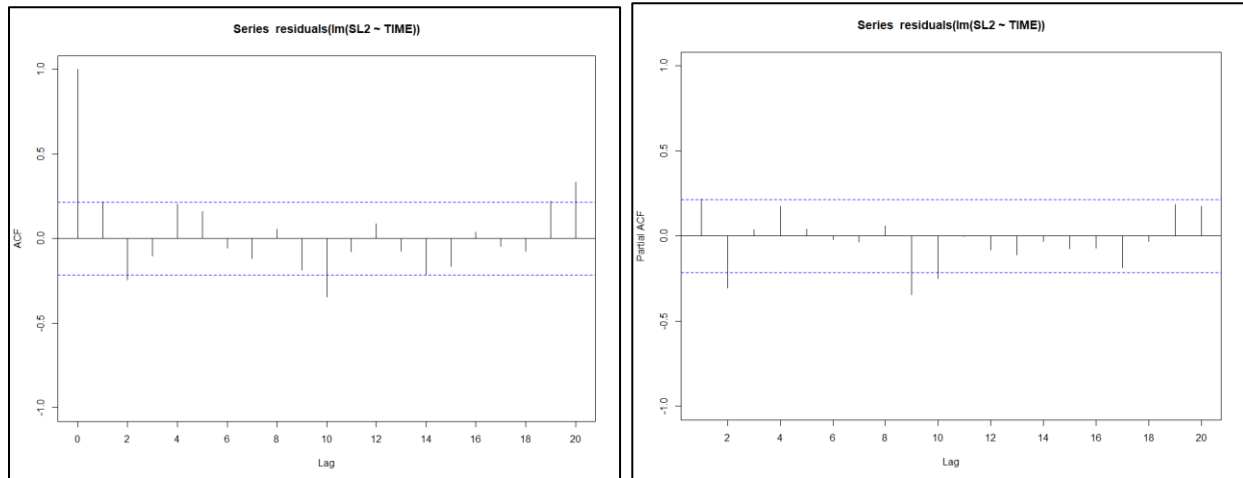 Series residuals(lm(SL2 ~ TIME))
ACF
1.0
0.5
0.0
-0.5
-1.0
0 2 4 6 8 10 12 14 16 18 20
Lag
Series residuals(lm(SL2 ~ TIME))
Partial ACF
1.0
0.5
0.0
-0.5
-1.0
2 4 6 8 10 12 14 16 18 20
Lag